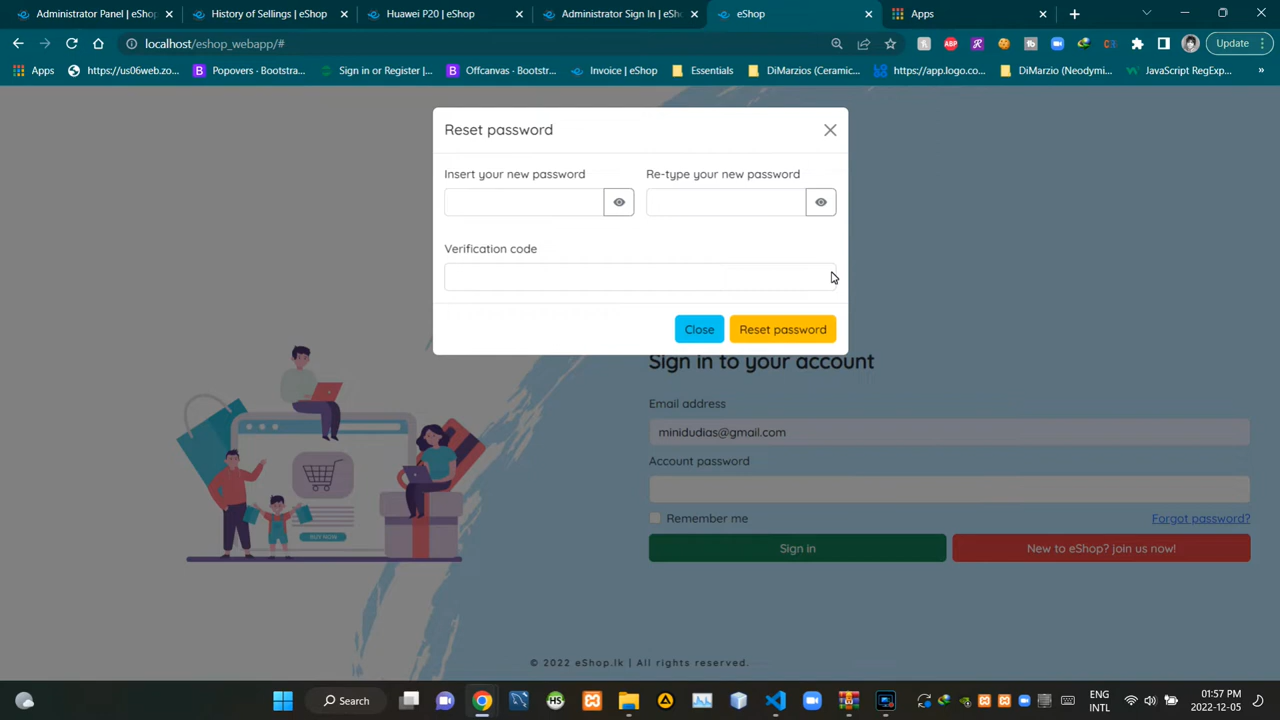 Administrator Panel | eShop
History of Sellings | eShop
Huawei P20 | eShop
Administrator Sign In | eShop
eShop
Apps
localhost/eshop_webapp/#
Update
Apps
https://us06web.zo...
Popovers · Bootstra...
Sign in or Register |...
Offcanvas · Bootstr...
Invoice | eShop
Essentials
DiMarzios (Ceramic...
https://app.logo.co...
DiMarzio (Neodymi...
JavaScript RegExp...
»
Reset password
Insert your new password
Re-type your new password
Verification code
Close
Reset password
Sign in to your account
Email address
minidudias@gmail.com
Account password
Remember me
Forgot password?
Sign in
New to eShop? join us now!
BUY NOW
© 2022 eShop.lk | All rights reserved.
Search
ENG
INTL
01:57 PM
2022-12-05